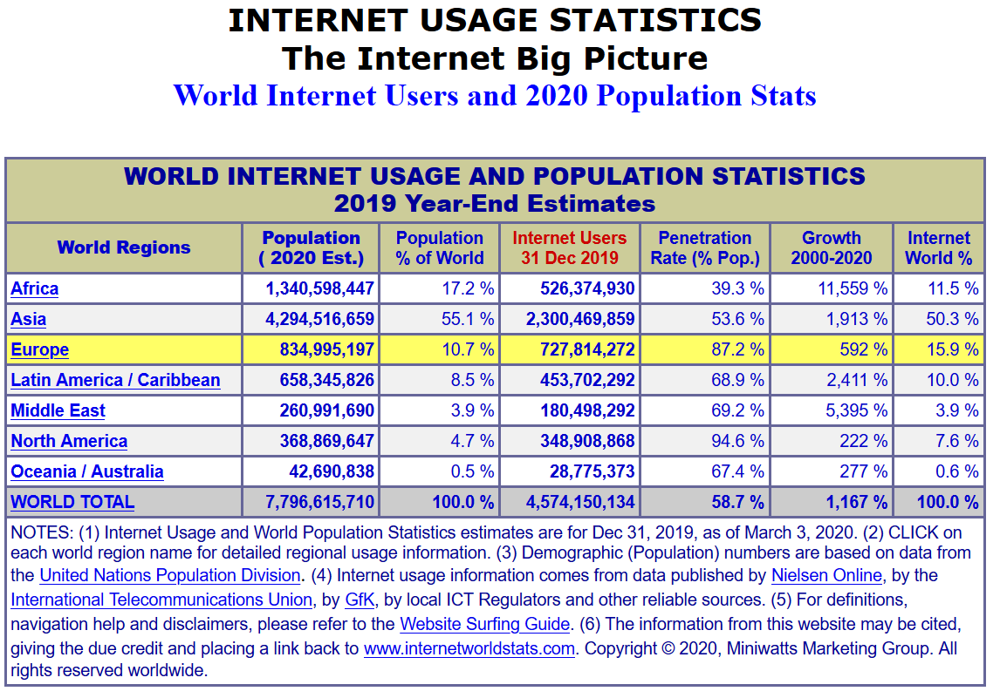 INTERNET USAGE STATISTICS
The Internet Big Picture
World Internet Users and 2020 Population Stats
WORLD INTERNET USAGE AND POPULATION STATISTICS
2019 Year-End Estimates
World Regions Population ( 2020 Est.) Population % of World Internet Users 31 Dec 2019 Penetration Rate (% Pop.) Growth 2000-2020 Internet World %
Africa 1,340,598,447 17.2 % 526,374,930 39.3 % 11,559 % 11.5 %
Asia 4,294,516,659 55.1 % 2,300,469,859 53.6 % 1,913 % 50.3 %
Europe 834,995,197 10.7 % 727,814,272 87.2 % 592 % 15.9 %
Latin America / Caribbean 658,345,826 8.5 % 453,702,292 68.9 % 2,411 % 10.0 %
Middle East 260,991,690 3.9 % 180,498,292 69.2 % 5,395 % 3.9 %
North America 368,869,647 4.7 % 348,908,868 94.6 % 222 % 7.6 %
Oceania / Australia 42,690,838 0.5 % 28,775,373 67.4 % 277 % 0.6 %
WORLD TOTAL 7,796,615,710 100.0 % 4,574,150,134 58.7 % 1,167 % 100.0 %
NOTES: (1) Internet Usage and World Population Statistics estimates are for Dec 31, 2019, as of March 3, 2020. (2) CLICK on
each world region name for detailed regional usage information. (3) Demographic (Population) numbers are based on data from
the United Nations Population Division. (4) Internet usage information comes from data published by Nielsen Online, by the
International Telecommunications Union, by GfK, by local ICT Regulators and other reliable sources. (5) For definitions,
navigation help and disclaimers, please refer to the Website Surfing Guide. (6) The information from this website may be cited,
giving the due credit and placing a link back to www.internetworldstats.com. Copyright © 2020, Miniwatts Marketing Group. All
rights reserved worldwide.